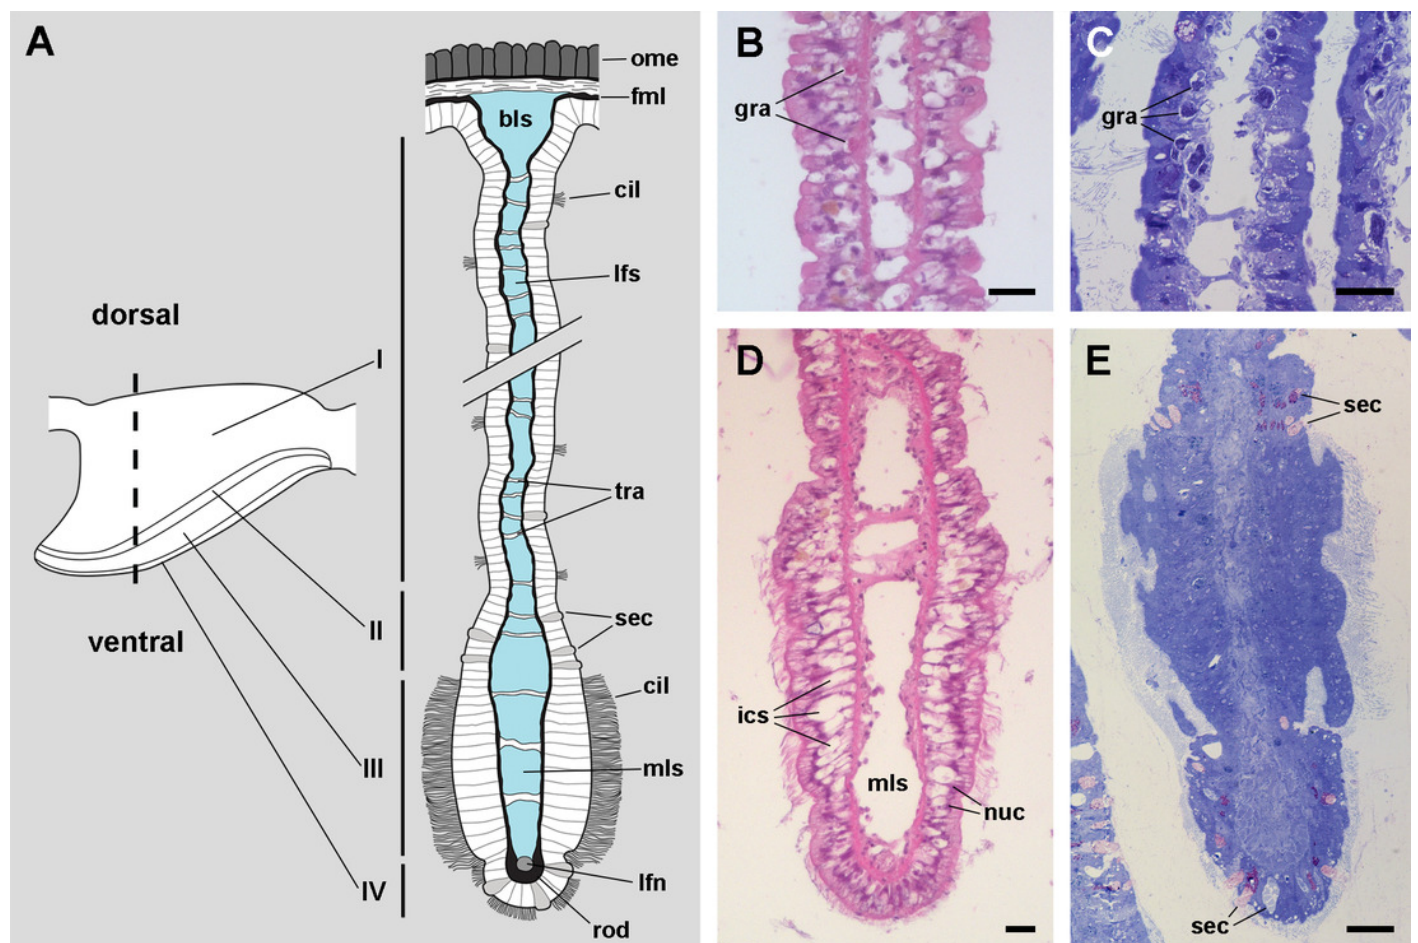 A
ome
fml
bls
cil
lfs
dorsal
I
tra
II
ventral
sec
cil
III
mls
IV
lfn
rod
B
gra
C
gra
D
ics
mls
nuc
E
sec
sec